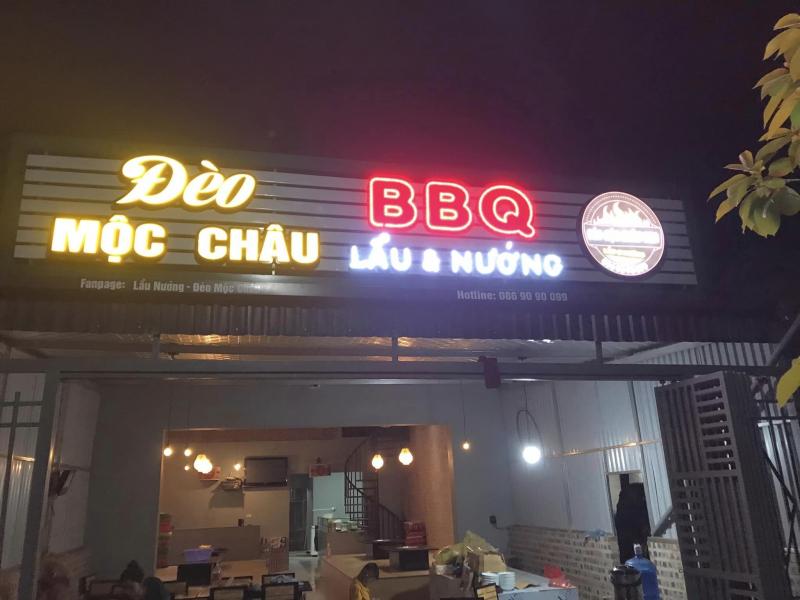 Đèo
MỘC CHÂU
BBQ
LẨU & NƯỚNG
Fanpage: Lẩu Nướng - Đèo Mộc
Hotline: 086 90 90 099